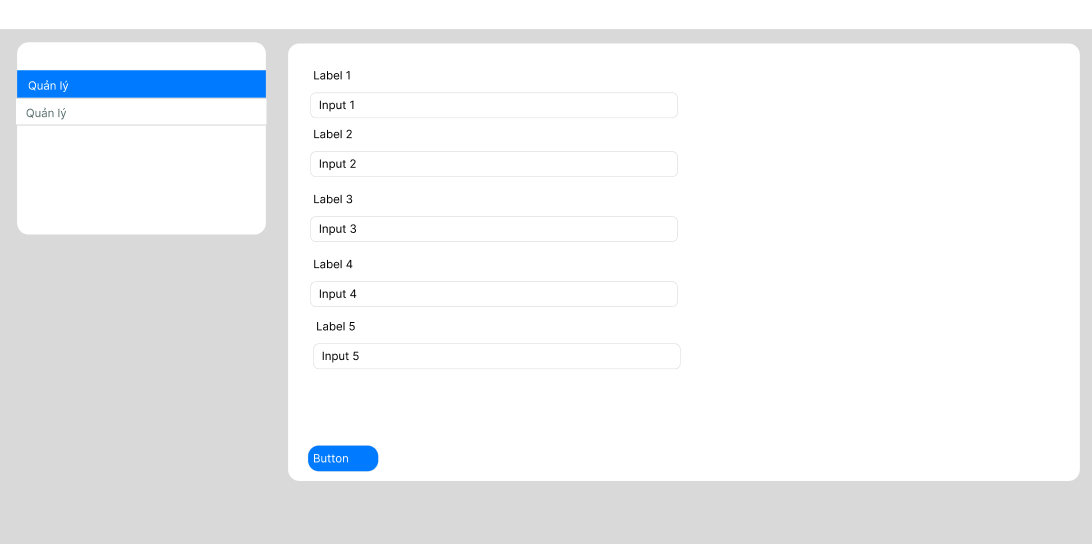 Quản lý
Quản lý
Label 1
Input 1
Label 2
Input 2
Label 3
Input 3
Label 4
Input 4
Label 5
Input 5
Button